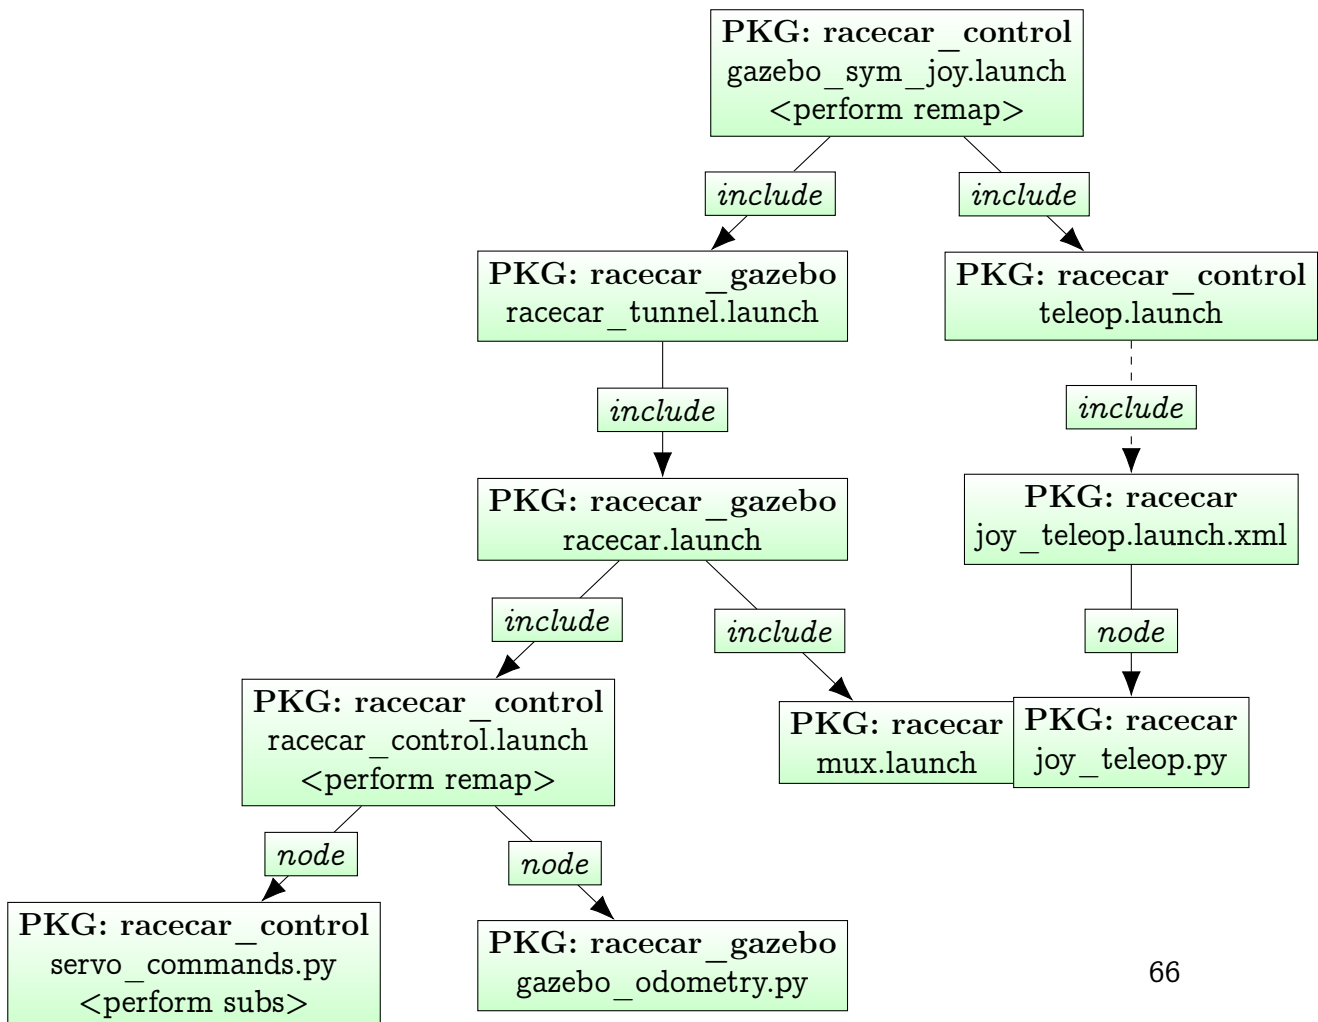 PKG: racecar_control
gazebo_sym_joy.launch
<perform remap>
include
include
PKG: racecar_gazebo
racecar_tunnel.launch
PKG: racecar_control
teleop.launch
include
include
PKG: racecar_gazebo
racecar.launch
PKG: racecar
joy_teleop.launch.xml
include
include
node
PKG: racecar_control
racecar_control.launch
<perform remap>
PKG: racecar
mux.launch
PKG: racecar
joy_teleop.py
node
node
PKG: racecar_control
servo_commands.py
<perform subs>
PKG: racecar_gazebo
gazebo_odometry.py
66